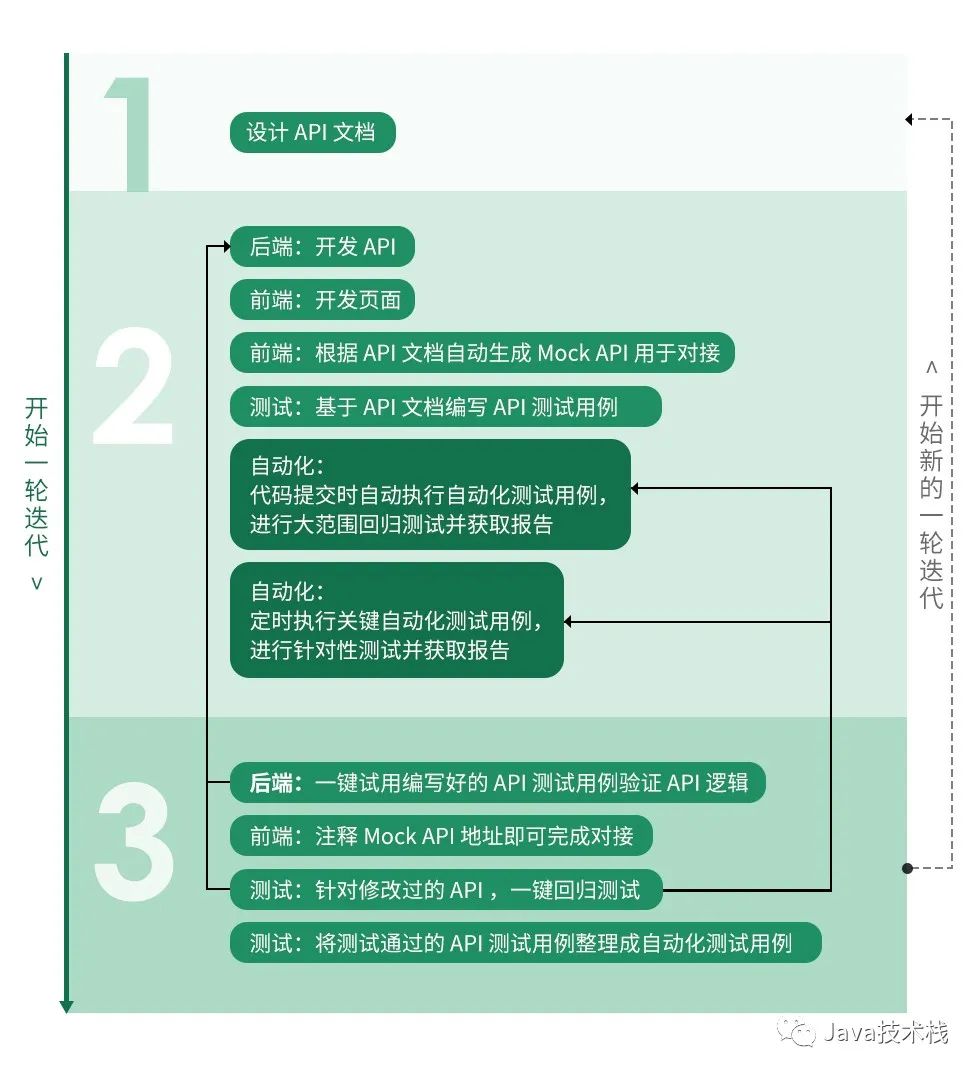 1
设计 API 文档
2
后端：开发 API
前端：开发页面
前端：根据 API 文档自动生成 Mock API 用于对接
测试：基于 API 文档编写 API 测试用例
自动化：
代码提交时自动执行自动化测试用例，
进行大范围回归测试并获取报告
自动化：
定时执行关键自动化测试用例，
进行针对性测试并获取报告
3
后端：一键试用编写好的 API 测试用例验证 API 逻辑
前端：注释 Mock API 地址即可完成对接
测试：针对修改过的 API ，一键回归测试
测试：将测试通过的 API 测试用例整理成自动化测试用例
开始一轮迭代 >
< 开始新的一轮迭代
Java技术栈